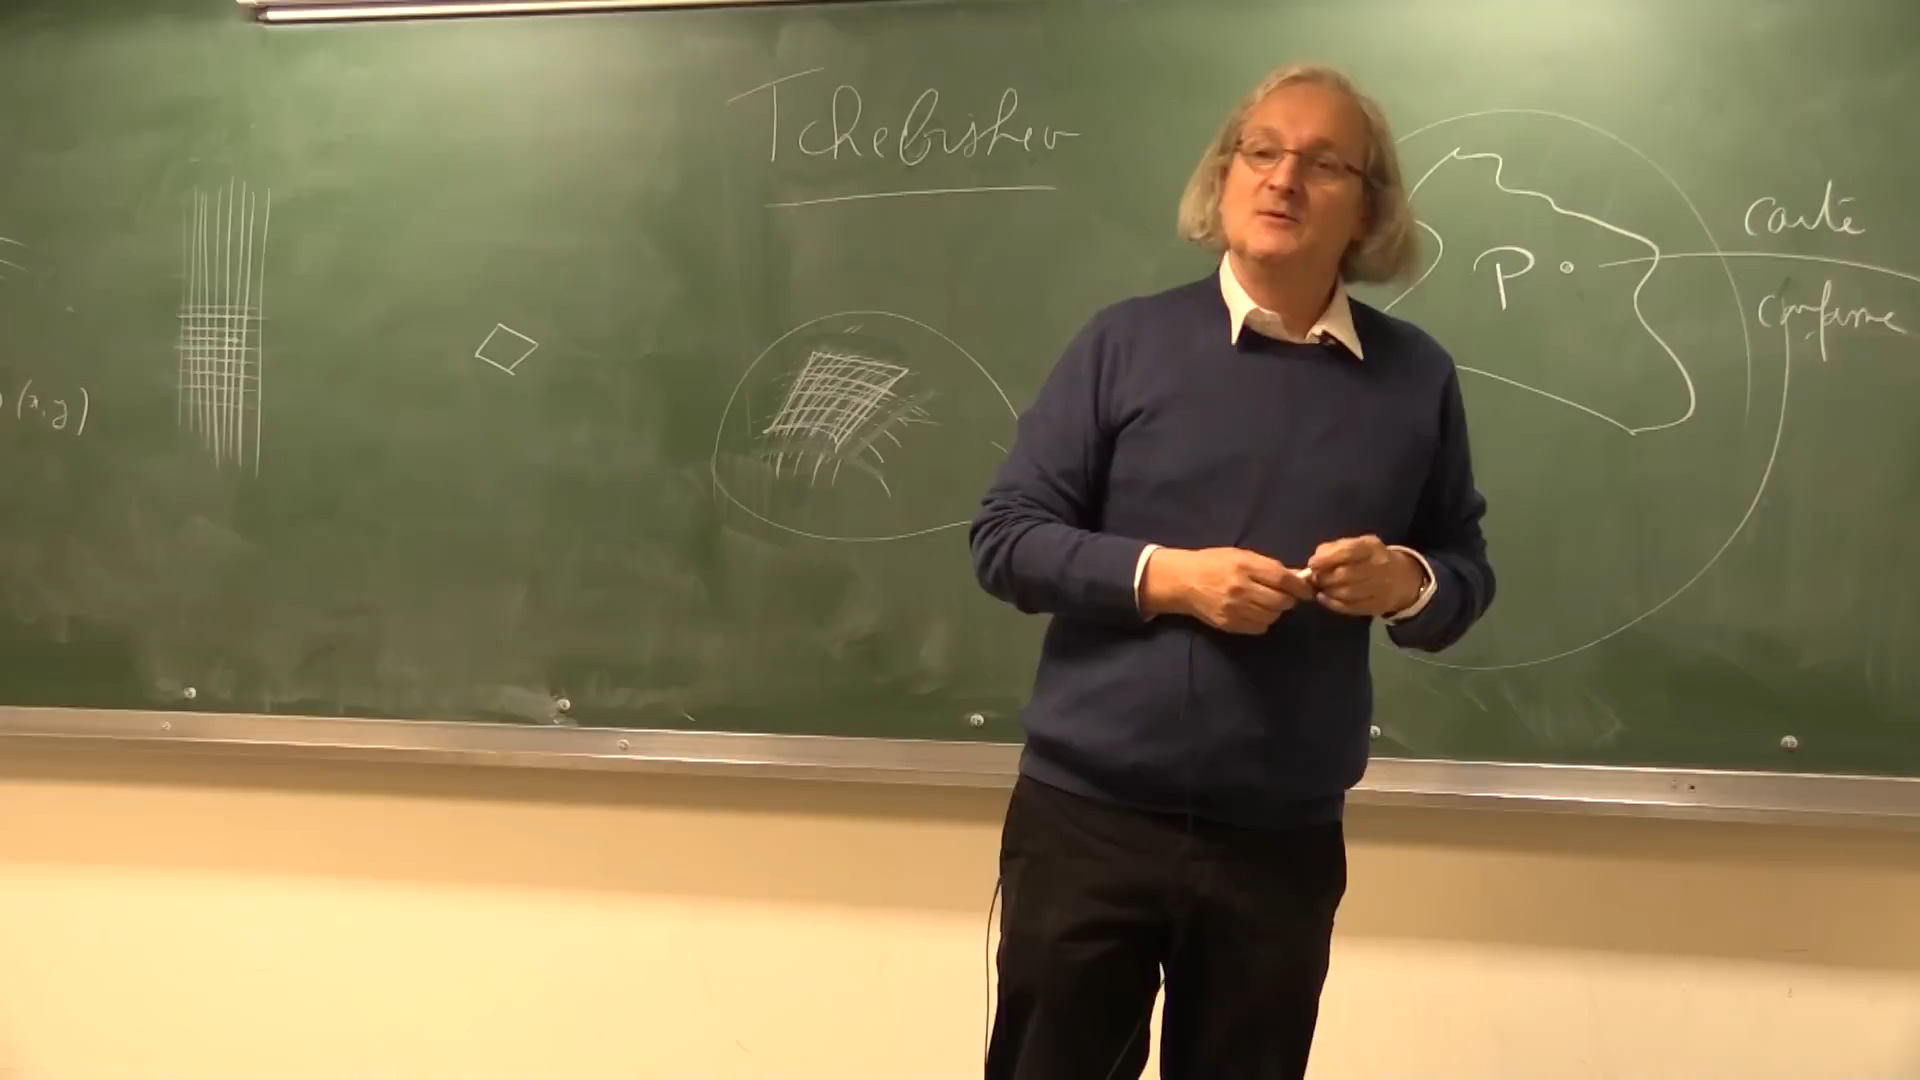 Tchebishev
(x, y)
P
carte
conforme